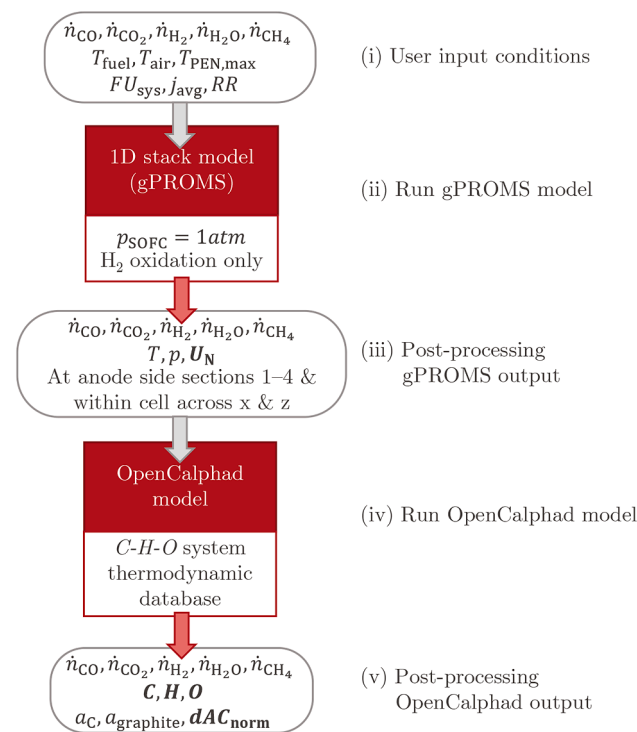 ṅCO, ṅCO2, ṅH2, ṅH2O, ṅCH4
Tfuel, Tair, TPEN,max
FUsys, javg, RR
(i) User input conditions
1D stack model
(gPROMS)
(ii) Run gPROMS model
pSOFC = 1atm
H2 oxidation only
ṅCO, ṅCO2, ṅH2, ṅH2O, ṅCH4
T, p, UN
At anode side sections 1–4 &
within cell across x & z
(iii) Post-processing
gPROMS output
OpenCalphad
model
(iv) Run OpenCalphad model
C-H-O system
thermodynamic
database
ṅCO, ṅCO2, ṅH2, ṅH2O, ṅCH4
C, H, O
aC, agraphite, dACnorm
(v) Post-processing
OpenCalphad output